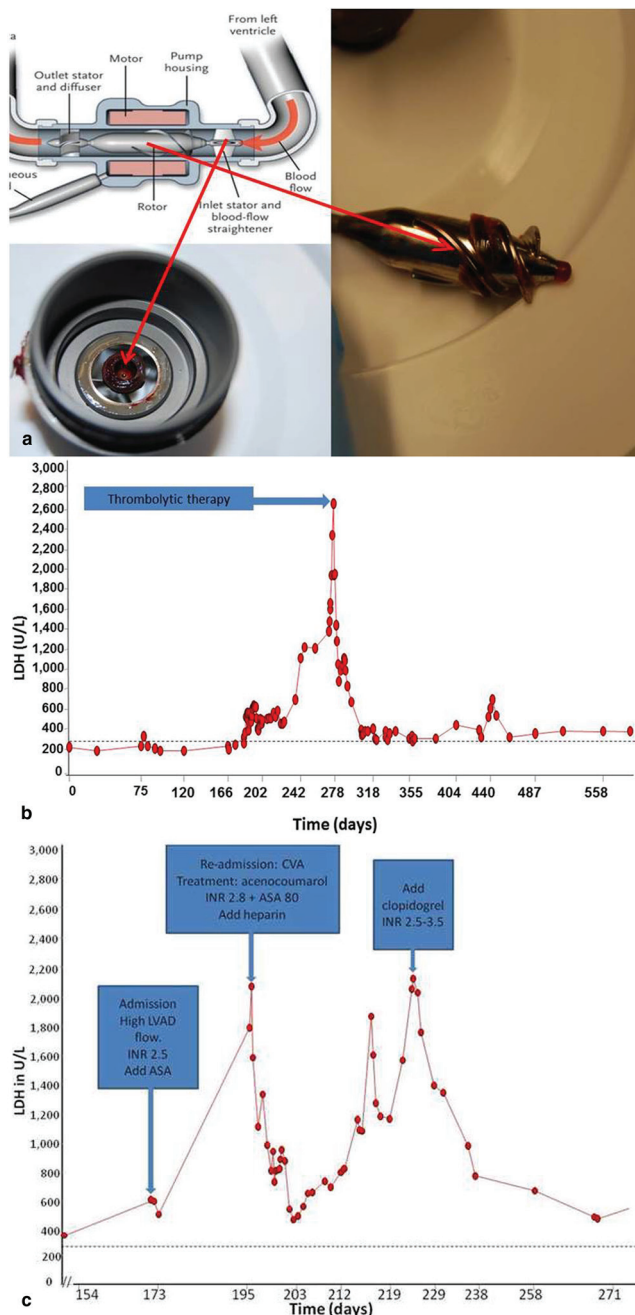 From left
ventricle
Motor
Pump
housing
Outlet stator
and diffuser
Blood
flow
Rotor
Inlet stator and
blood-flow
straightener
a
3,000
2,800
2,600
2,400
2,200
2,000
1,800
1,600
1,400
1,200
1,000
800
600
400
200
0
LDH (U/L)
Thrombolytic therapy
0
75
120
166
202
242
278
318
355
404
440
487
558
Time (days)
b
3,000
2,800
2,600
2,400
2,200
2,000
1,800
1,600
1,400
1,200
1,000
800
600
400
200
0
LDH in U/L
Admission
High LVAD
flow.
INR 2.5
Add ASA
Re-admission: CVA
Treatment: acenocoumarol
INR 2.8 + ASA 80
Add heparin
Add
clopidogrel
INR 2.5-3.5
//
154
173
195
203
212
219
229
238
258
271
Time (days)
c